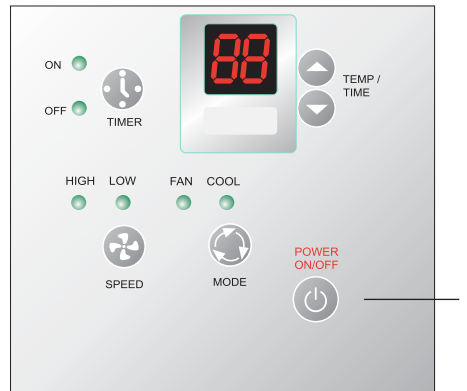 88
ON
OFF
TIMER
TEMP /
TIME
HIGH LOW FAN COOL
SPEED
MODE
POWER
ON/OFF